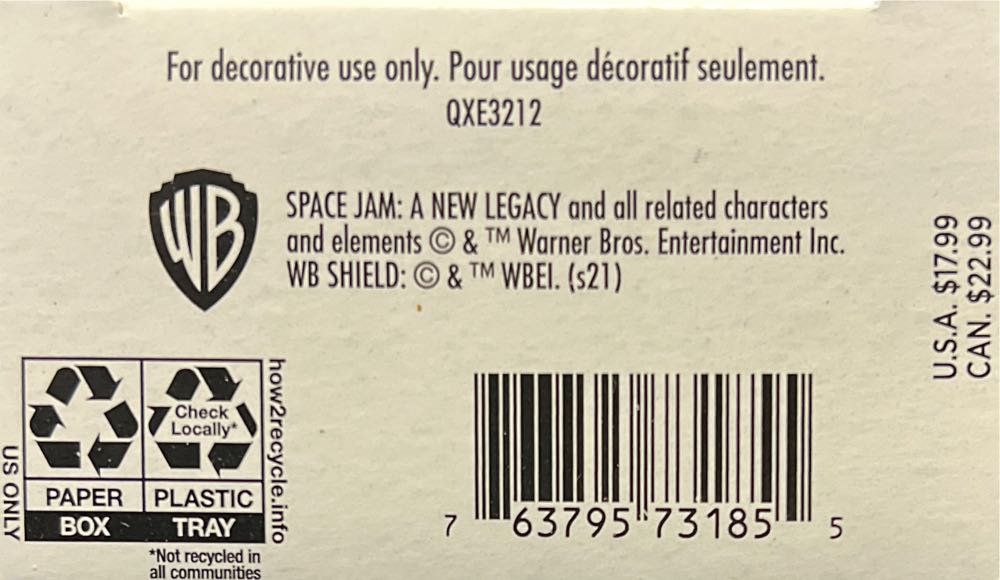 For decorative use only. Pour usage décoratif seulement.
QXE3212
WB
SPACE JAM: A NEW LEGACY and all related characters
and elements © & ™ Warner Bros. Entertainment Inc.
WB SHIELD: © & ™ WBEI. (s21)
U.S.A. $17.99
CAN. $22.99
US ONLY
Check
Locally*
PAPER PLASTIC
BOX TRAY
how2recycle.info
*Not recycled in
all communities
7 63795 73185 5